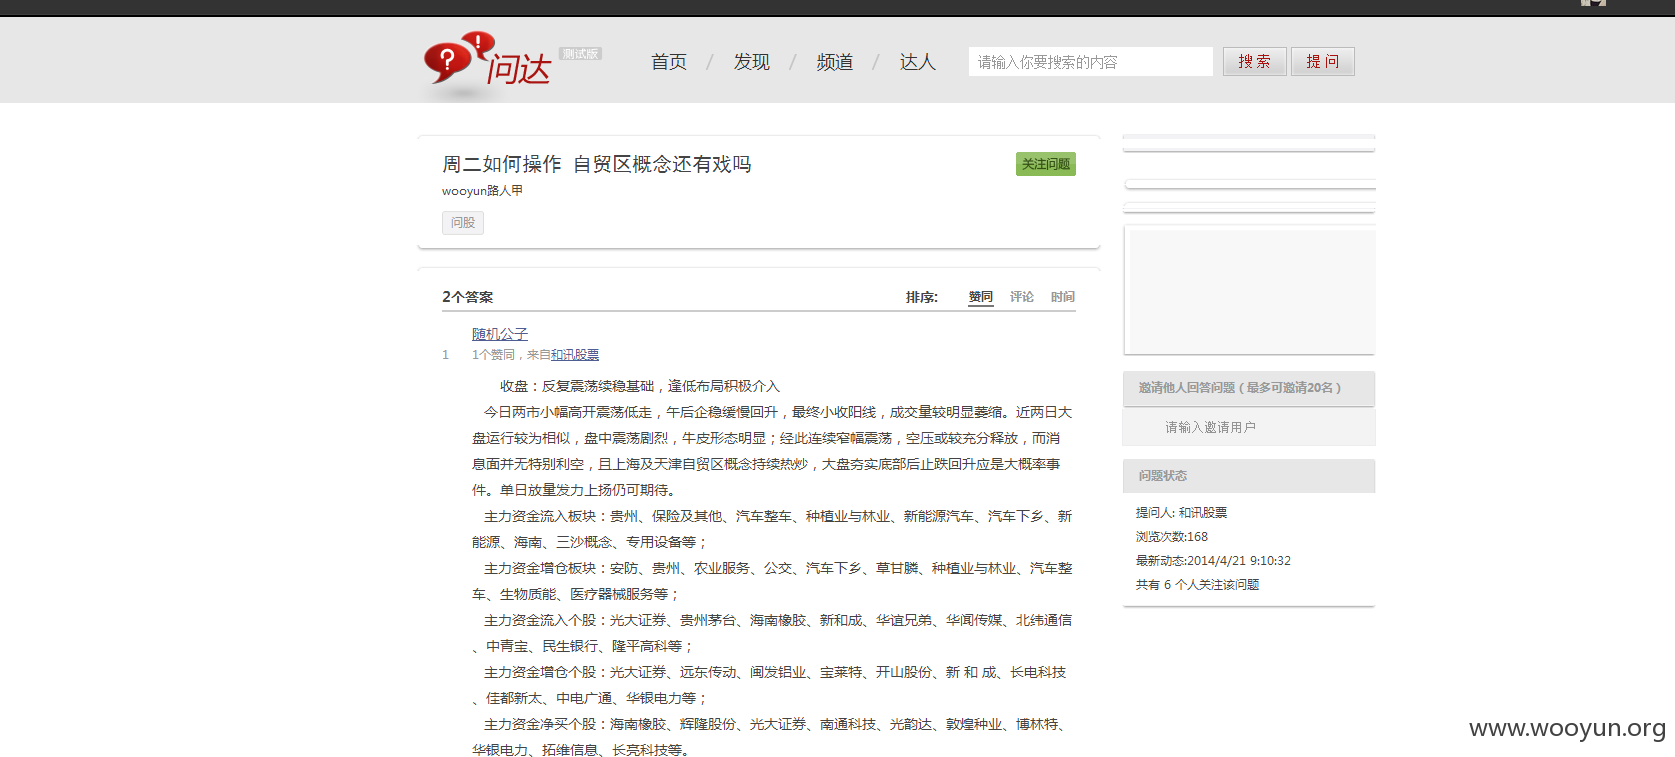 问达
测试版
首页 / 发现 / 频道 / 达人
请输入你要搜索的内容
搜 索
提 问
周二如何操作 自贸区概念还有戏吗
关注问题
wooyun路人甲
问股
2个答案
排序: 赞同 评论 时间
随机公子
1 1个赞同，来自和讯股票
收盘：反复震荡续稳基础，逢低布局积极介入
今日两市小幅高开震荡低走，午后企稳缓慢回升，最终小收阳线，成交量较明显萎缩。近两日大
盘运行较为相似，盘中震荡剧烈，牛皮形态明显；经此连续窄幅震荡，空压或较充分释放，而消
息面并无特别利空，且上海及天津自贸区概念持续热炒，大盘夯实底部后止跌回升应是大概率事
件。单日放量发力上扬仍可期待。
主力资金流入板块：贵州、保险及其他、汽车整车、种植业与林业、新能源汽车、汽车下乡、新
能源、海南、三沙概念、专用设备等；
主力资金增仓板块：安防、贵州、农业服务、公交、汽车下乡、草甘膦、种植业与林业、汽车整
车、生物质能、医疗器械服务等；
主力资金流入个股：光大证券、贵州茅台、海南橡胶、新和成、华谊兄弟、华闻传媒、北纬通信
、中青宝、民生银行、隆平高科等；
主力资金增仓个股：光大证券、远东传动、闽发铝业、宝莱特、开山股份、新 和 成、长电科技
、佳都新太、中电广通、华银电力等；
主力资金净买个股：海南橡胶、辉隆股份、光大证券、南通科技、光韵达、敦煌种业、博林特、
华银电力、拓维信息、长亮科技等。
邀请他人回答问题（最多可邀请20名）
请输入邀请用户
问题状态
提问人: 和讯股票
浏览次数:168
最新动态:2014/4/21 9:10:32
共有 6 个人关注该问题
www.wooyun.org